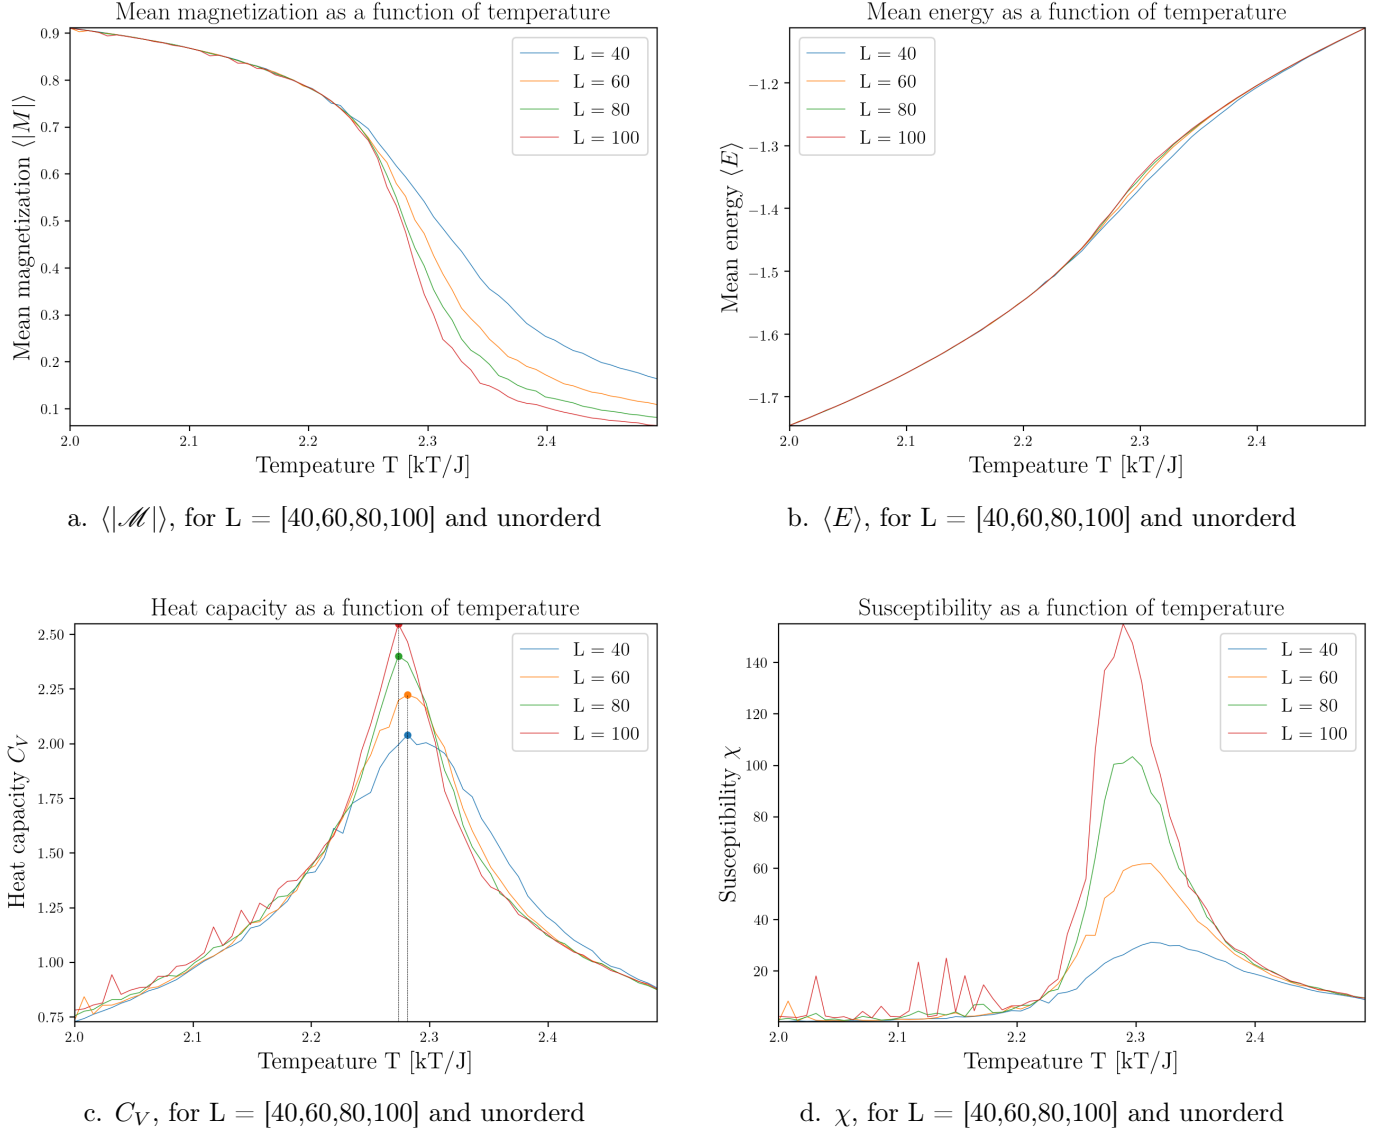 Mean magnetization as a function of temperature
Mean magnetization ⟨|M|⟩
0.9
0.8
0.7
0.6
0.5
0.4
0.3
0.2
0.1
L = 40
L = 60
L = 80
L = 100
2.0
2.1
2.2
2.3
2.4
Tempeature T [kT/J]
a. ⟨|ℳ|⟩, for L = [40,60,80,100] and unorderd
Mean energy as a function of temperature
Mean energy ⟨E⟩
−1.2
−1.3
−1.4
−1.5
−1.6
−1.7
L = 40
L = 60
L = 80
L = 100
2.0
2.1
2.2
2.3
2.4
Tempeature T [kT/J]
b. ⟨E⟩, for L = [40,60,80,100] and unorderd
Heat capacity as a function of temperature
Heat capacity C_V
2.50
2.25
2.00
1.75
1.50
1.25
1.00
0.75
L = 40
L = 60
L = 80
L = 100
2.0
2.1
2.2
2.3
2.4
Tempeature T [kT/J]
c. C_V, for L = [40,60,80,100] and unorderd
Susceptibility as a function of temperature
Susceptibility χ
140
120
100
80
60
40
20
L = 40
L = 60
L = 80
L = 100
2.0
2.1
2.2
2.3
2.4
Tempeature T [kT/J]
d. χ, for L = [40,60,80,100] and unorderd